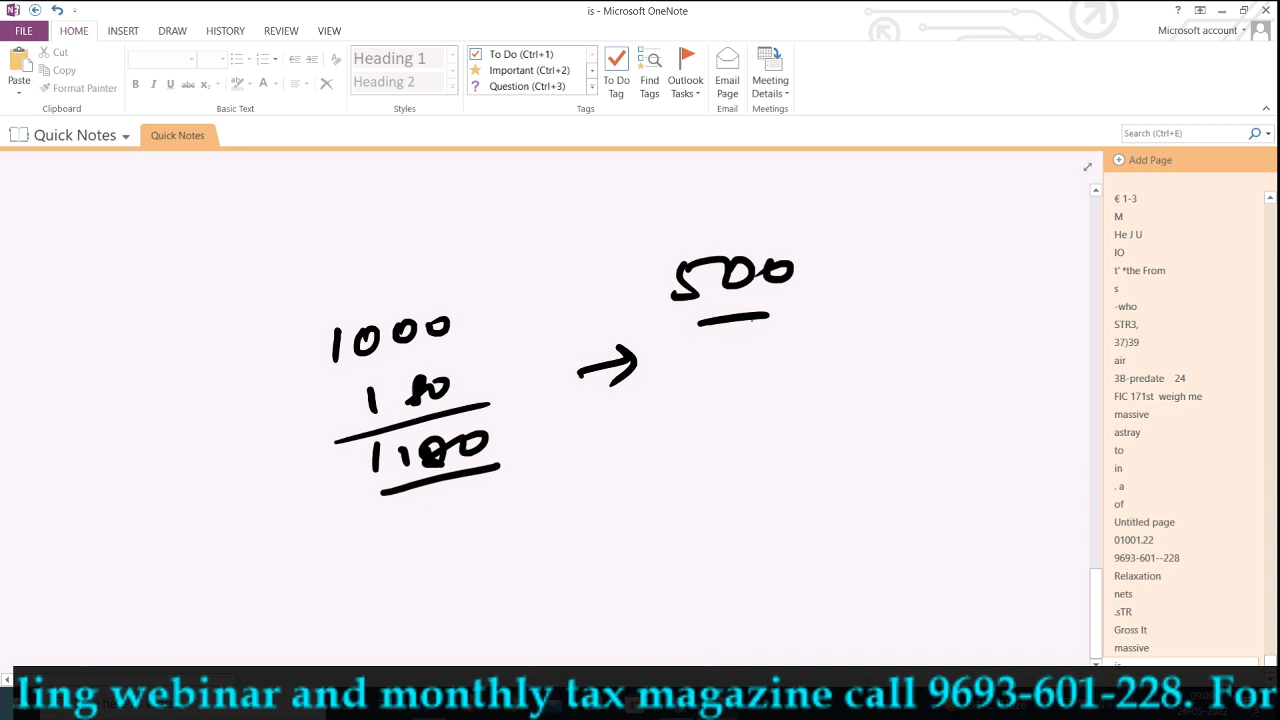 is - Microsoft OneNote
FILE
HOME
INSERT
DRAW
HISTORY
REVIEW
VIEW
Microsoft account
Paste
Cut
Copy
Format Painter
Clipboard
Basic Text
Heading 1
Heading 2
Styles
To Do (Ctrl+1)
Important (Ctrl+2)
Question (Ctrl+3)
To Do Tag
Find Tags
Tags
Outlook Tasks
Email Page
Email
Meeting Details
Meetings
Quick Notes
Quick Notes
Search (Ctrl+E)
Add Page
€ 1-3
M
He J U
IO
t' *the From
s
-who
STR3,
37)39
air
3B-predate 24
FIC 171st weigh me
massive
astray
to
in
. a
of
Untitled page
01001.22
9693-601--228
Relaxation
nets
.sTR
Gross It
massive
is
1000
180
1180
→
500
ling webinar and monthly tax magazine call 9693-601-228. For